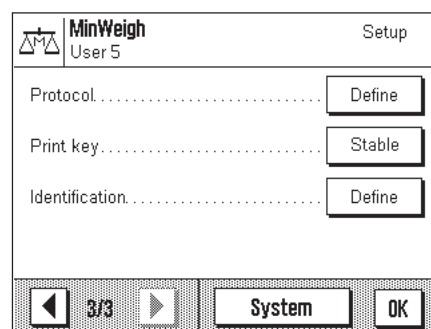 MinWeigh Setup
User 5
Protocol........................ Define
Print key........................ Stable
Identification........................ Define
3/3 System OK